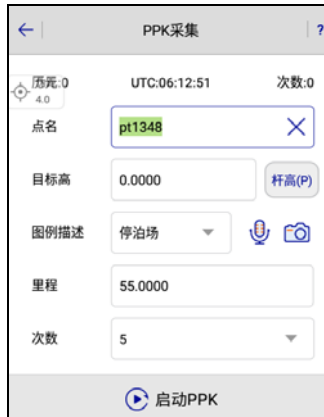 PPK采集
?
历元:0 UTC:06:12:51 次数:0
4.0
点名 pt1348
目标高 0.0000 杆高(P)
图例描述 停泊场
里程 55.0000
次数 5
启动PPK